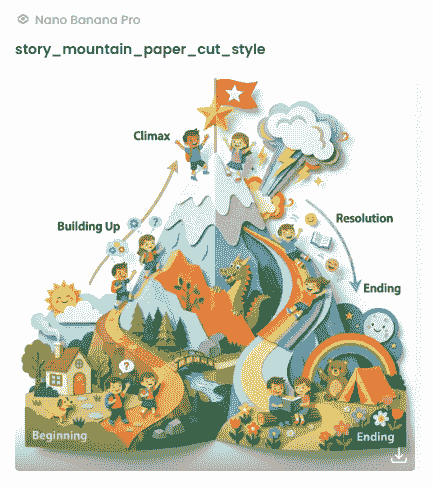 Nano Banana Pro
story_mountain_paper_cut_style
Climax
Building Up
?
Resolution
Ending
?
Beginning
Ending